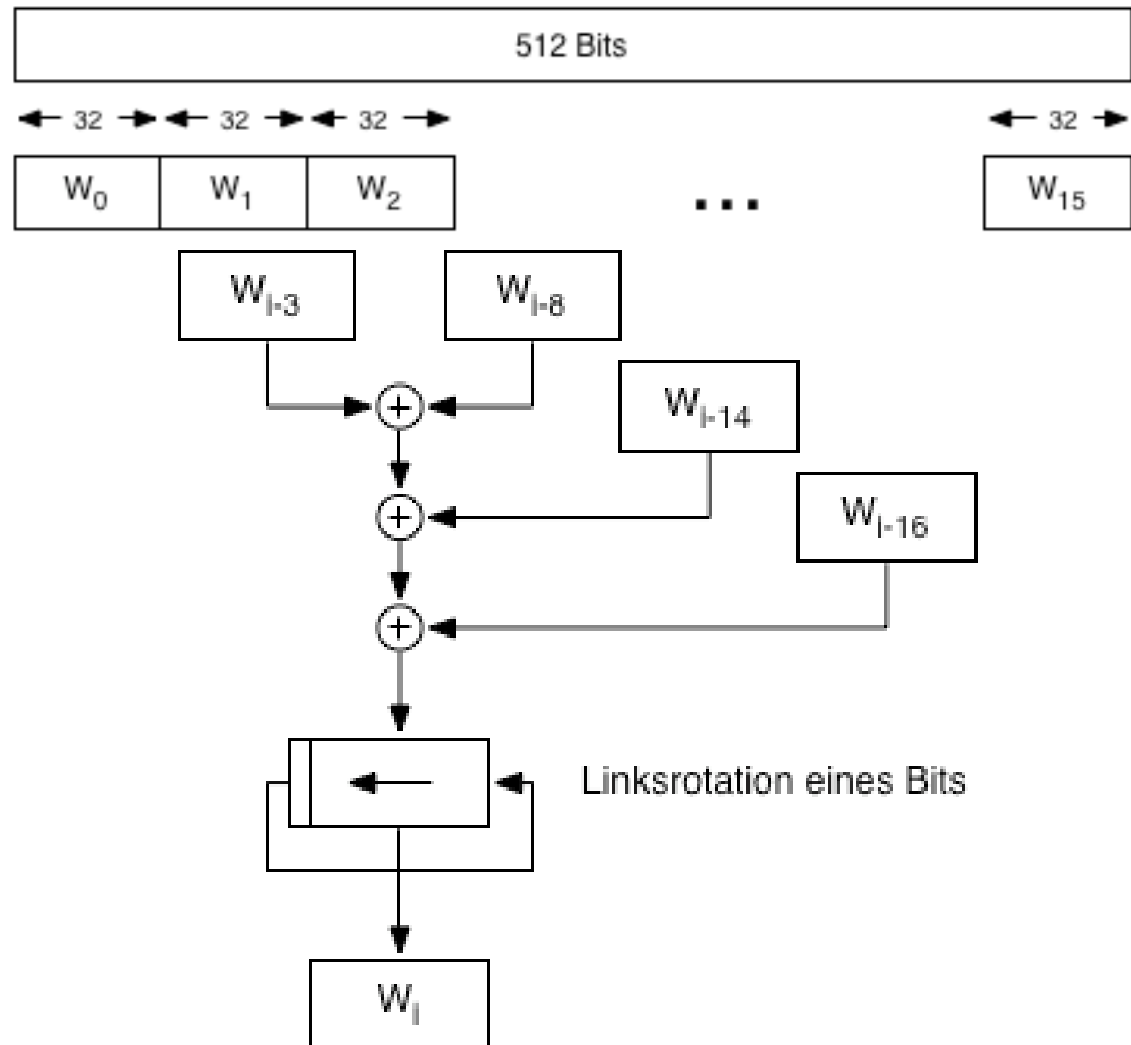 512 Bits
32 32 32 32
W0 W1 W2 ... W15
Wi-3 Wi-8
Wi-14
Wi-16
Linksrotation eines Bits
Wi